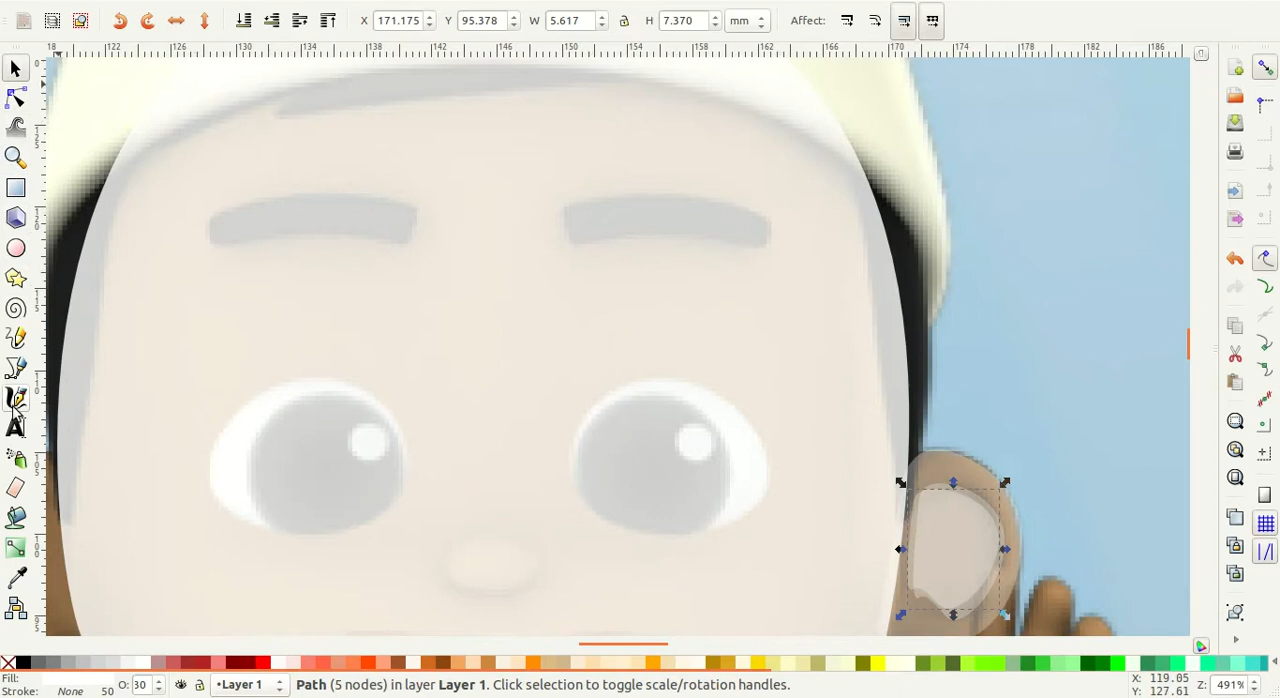 X 171.175 Y 95.378 W 5.617 H 7.370 mm Affect:
18 122 126 130 134 138 142 146 150 154 158 162 166 170 174 178 182 186
Fill:
Stroke: None 50 O: 30 •Layer 1 Path (5 nodes) in layer Layer 1. Click selection to toggle scale/rotation handles. X: 119.05 Z: 491%
Y: 127.61